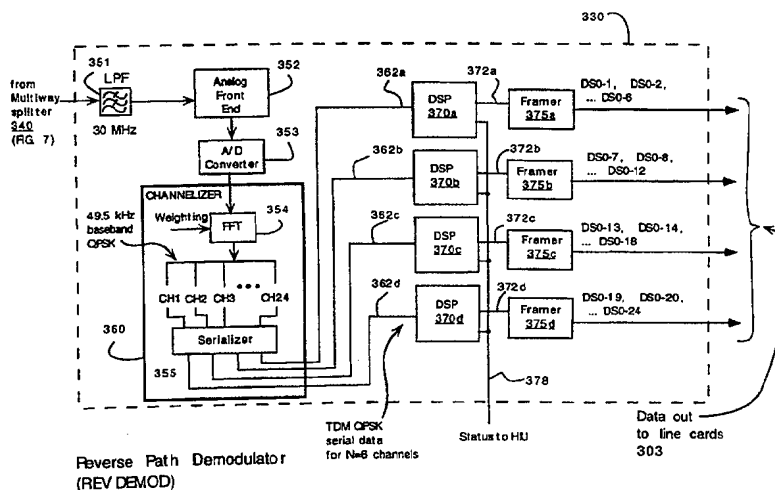 330
351
LPF
from
Multiway
splitter
340
(FIG. 7)
30 MHz
352
Analog
Front
End
353
A/D
Converter
CHANNELIZER
Weighting
354
FFT
49.5 kHz
baseband
QPSK
CH1 CH2 CH3 ••• CH24
360
Serializer
355
362a
DSP
370a
372a
Framer
375a
DS0-1, DS0-2,
... DS0-6
362b
DSP
370b
372b
Framer
375b
DS0-7, DS0-8,
... DS0-12
362c
DSP
370c
372c
Framer
375c
DS0-13, DS0-14,
... DS0-18
362d
DSP
370d
372d
Framer
375d
DS0-19, DS0-20,
... DS0-24
378
TDM QPSK
serial data
for N=6 channels
Status to HIU
Data out
to line cards
303
Reverse Path Demodulator
(REV DEMOD)